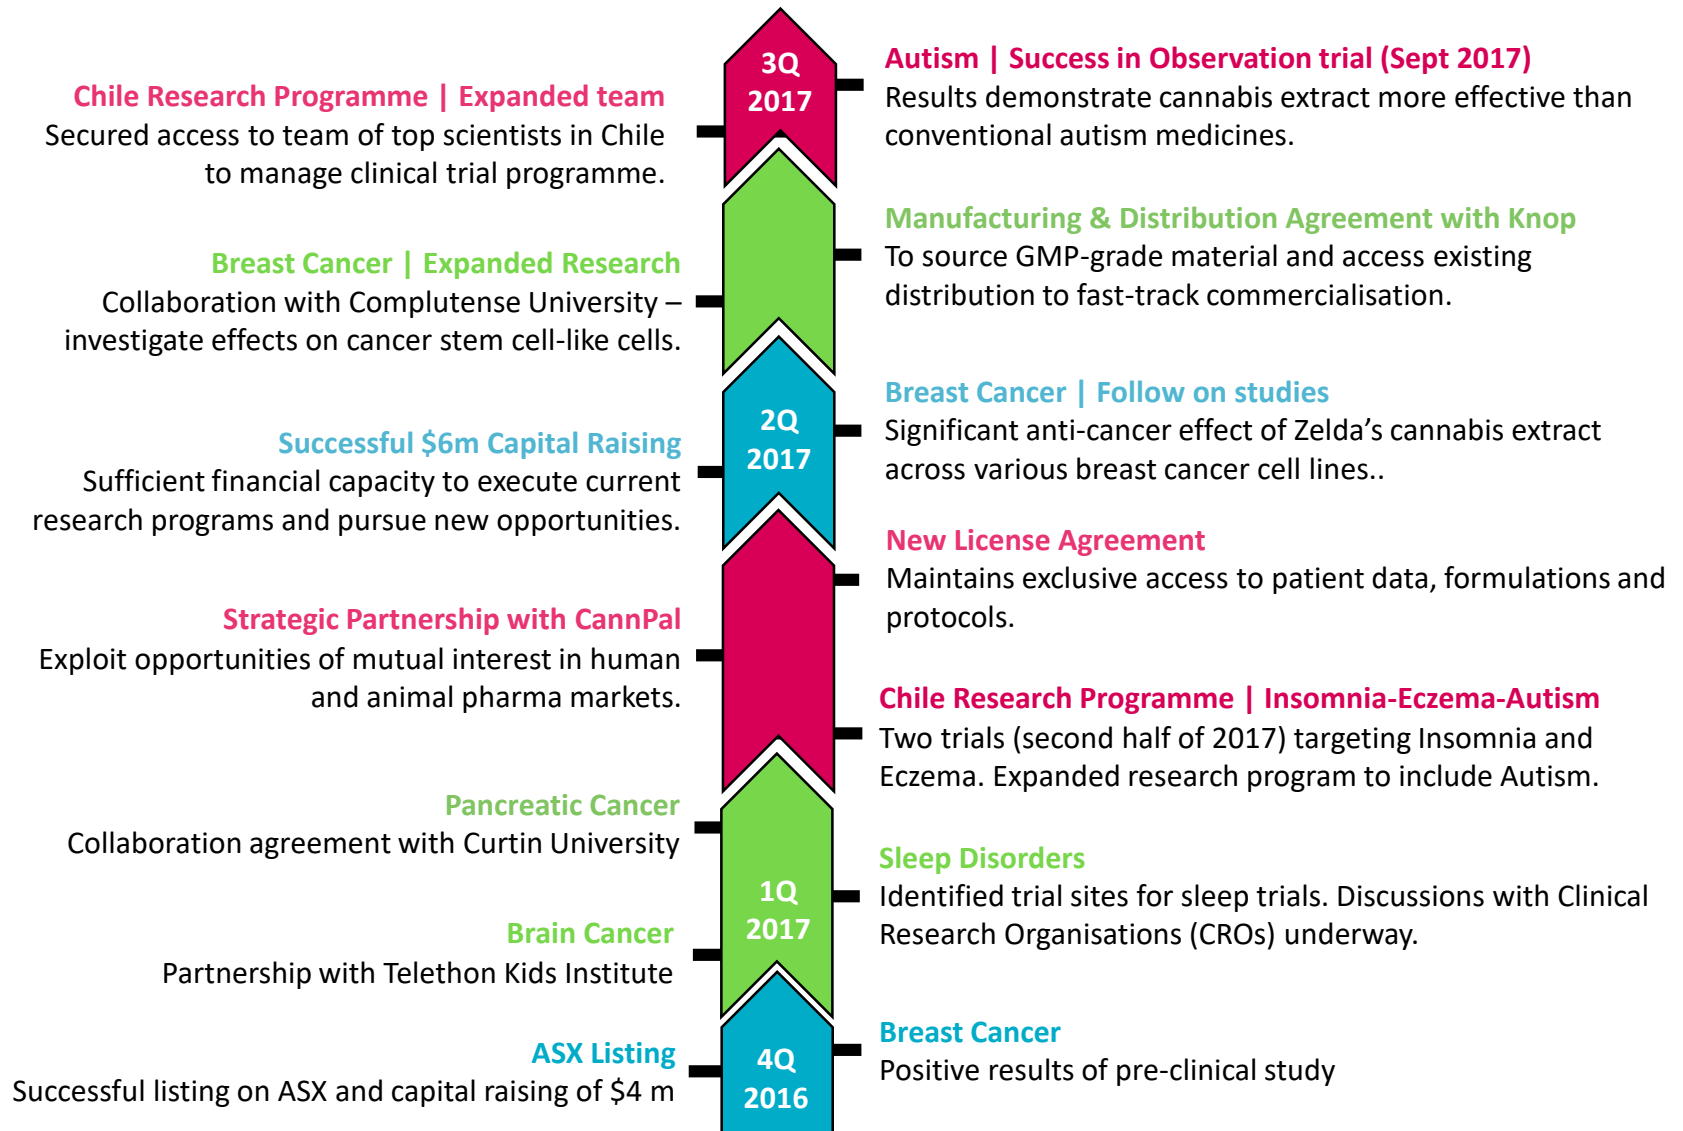 3Q
2017
Autism | Success in Observation trial (Sept 2017)
Results demonstrate cannabis extract more effective than
conventional autism medicines.
Chile Research Programme | Expanded team
Secured access to team of top scientists in Chile
to manage clinical trial programme.
Manufacturing & Distribution Agreement with Knop
To source GMP-grade material and access existing
distribution to fast-track commercialisation.
Breast Cancer | Expanded Research
Collaboration with Complutense University –
investigate effects on cancer stem cell-like cells.
2Q
2017
Breast Cancer | Follow on studies
Significant anti-cancer effect of Zelda’s cannabis extract
across various breast cancer cell lines..
Successful $6m Capital Raising
Sufficient financial capacity to execute current
research programs and pursue new opportunities.
New License Agreement
Maintains exclusive access to patient data, formulations and
protocols.
Strategic Partnership with CannPal
Exploit opportunities of mutual interest in human
and animal pharma markets.
Chile Research Programme | Insomnia-Eczema-Autism
Two trials (second half of 2017) targeting Insomnia and
Eczema. Expanded research program to include Autism.
Pancreatic Cancer
Collaboration agreement with Curtin University
1Q
2017
Sleep Disorders
Identified trial sites for sleep trials. Discussions with Clinical
Research Organisations (CROs) underway.
Brain Cancer
Partnership with Telethon Kids Institute
4Q
2016
Breast Cancer
Positive results of pre-clinical study
ASX Listing
Successful listing on ASX and capital raising of $4 m